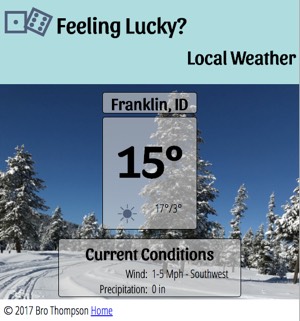 Feeling Lucky?
Local Weather
Franklin, ID
15°
17°/3°
Current Conditions
Wind: 1-5 Mph - Southwest
Precipitation: 0 in
© 2017 Bro Thompson Home